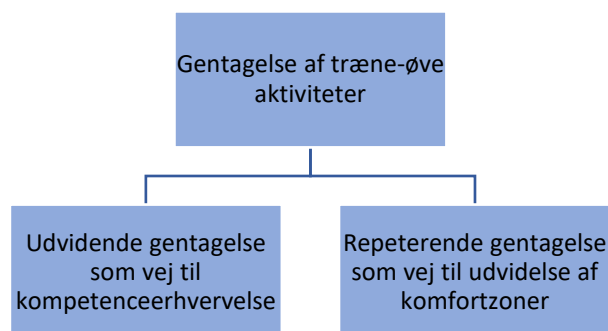 Gentagelse af træne-øve
aktiviteter
Udvidende gentagelse
som vej til
kompetenceerhvervelse
Repeterende gentagelse
som vej til udvidelse af
komfortzoner